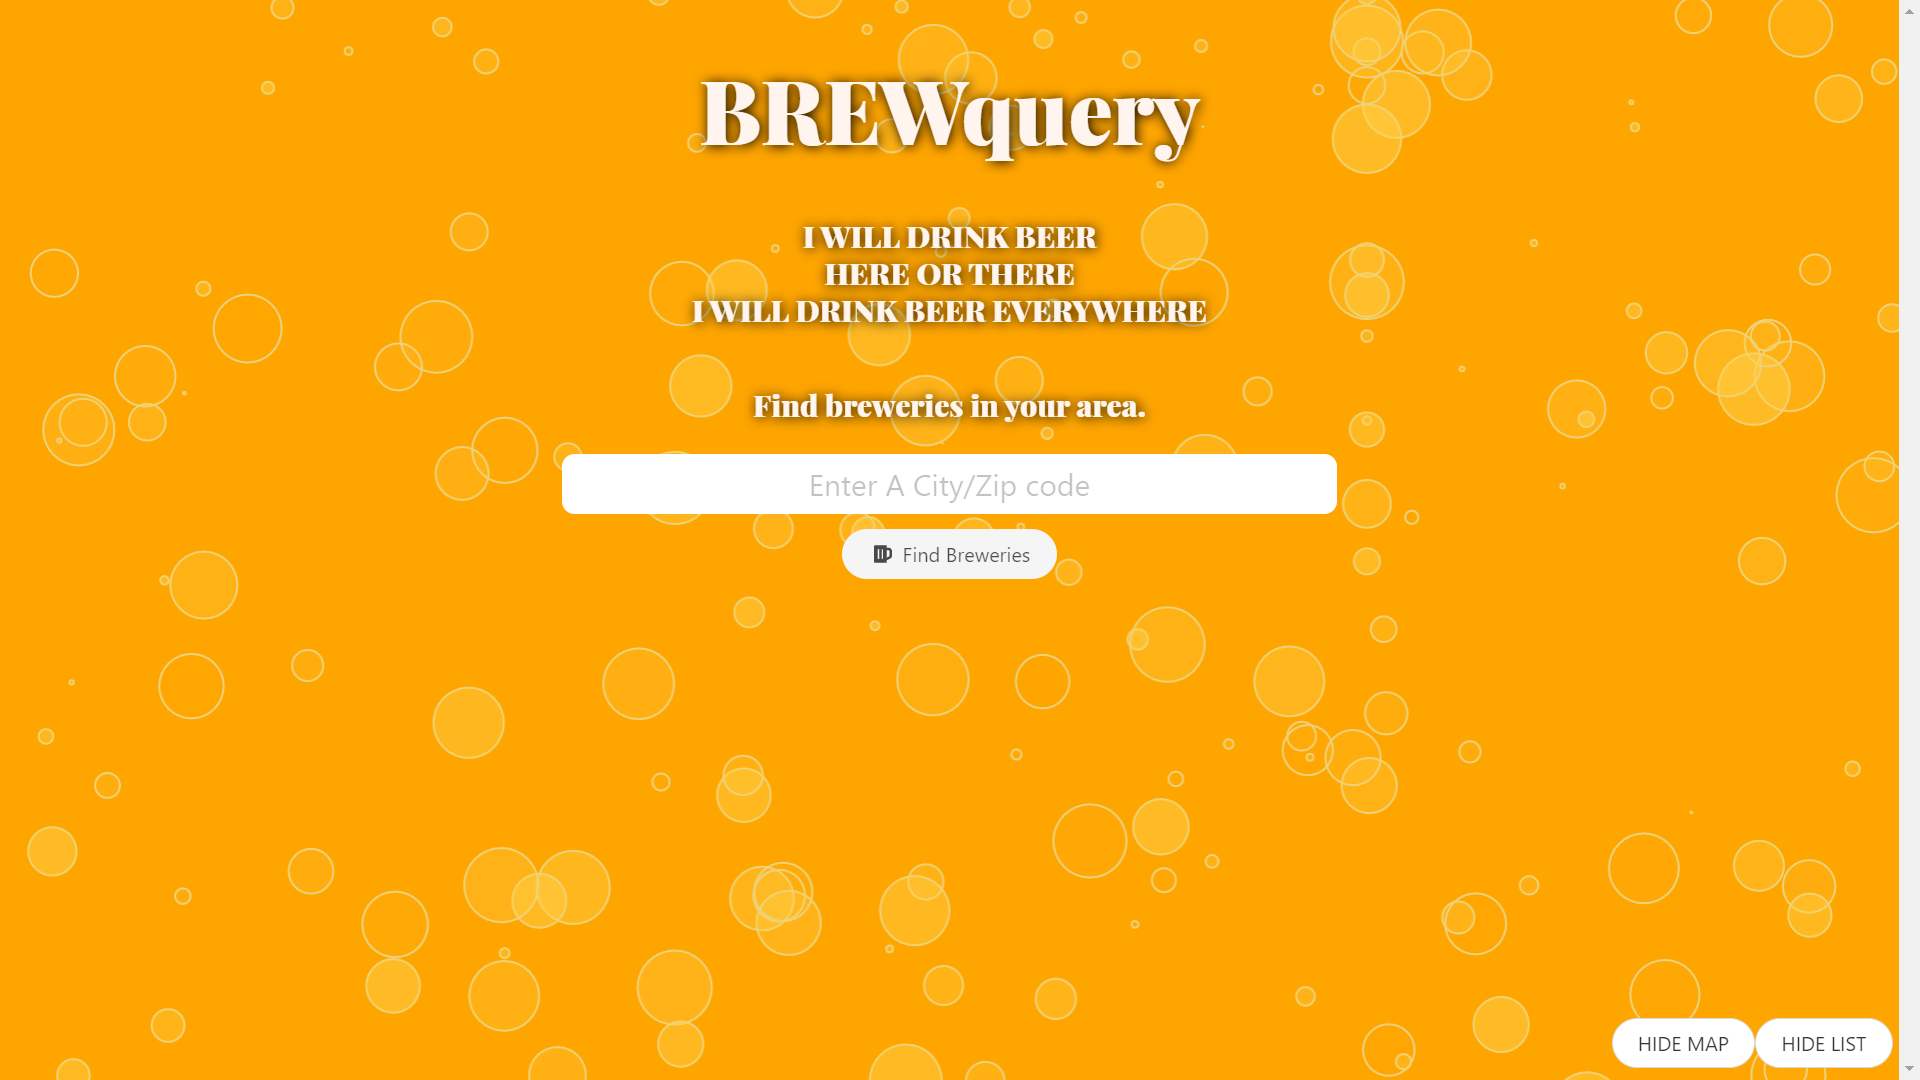 BREWquery
I WILL DRINK BEER
HERE OR THERE
I WILL DRINK BEER EVERYWHERE
Find breweries in your area.
Enter A City/Zip code
Find Breweries
HIDE MAP
HIDE LIST